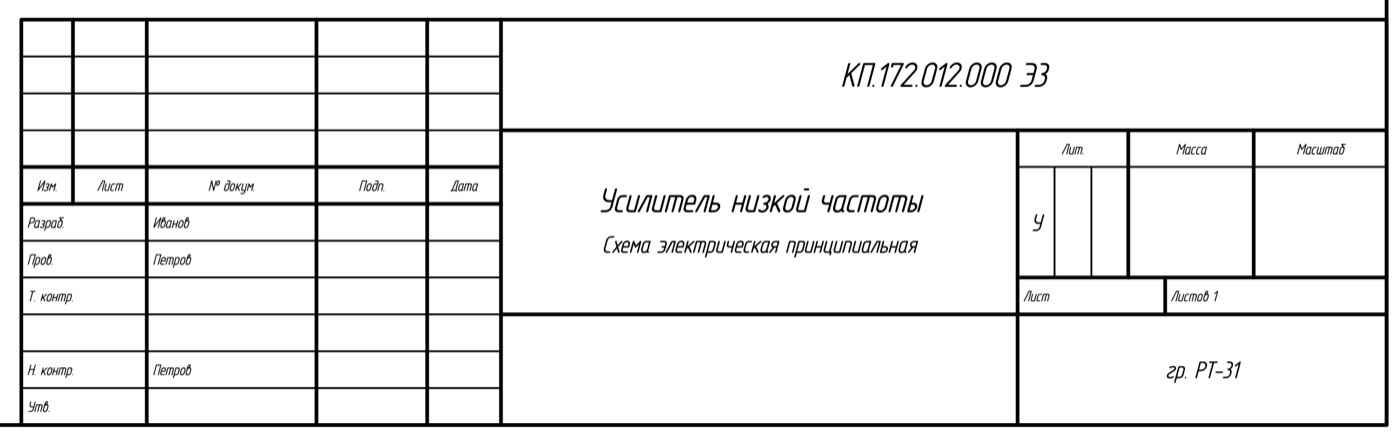 КП.172.012.000 Э3
Изм. Лист № докум. Подп. Дата
Разраб. Иванов
Пров. Петров
Т. контр.
Н. контр. Петров
Утв.
Усилитель низкой частоты
Схема электрическая принципиальная
Лит. Масса Масштаб
У
Лист Листов 1
гр. РТ-31